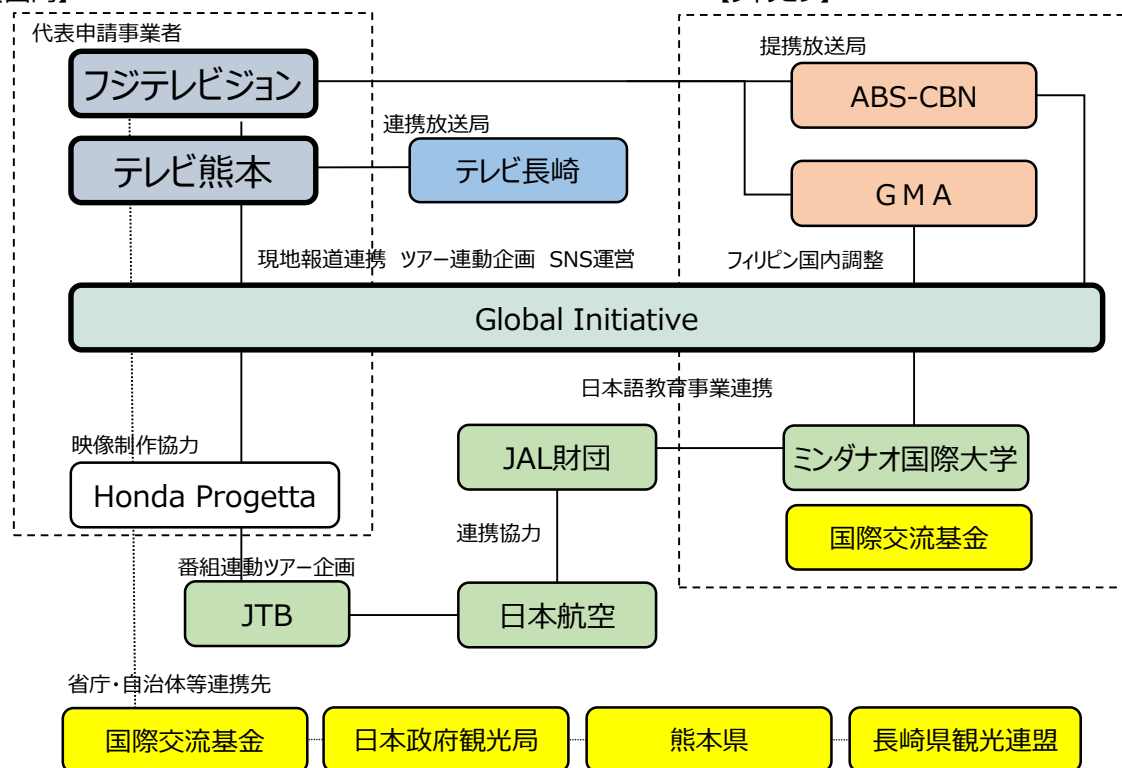 代表申請事業者
提携放送局
フジテレビジョン
ABS-CBN
連携放送局
テレビ熊本
テレビ長崎
GMA
現地報道連携 ツアー連動企画 SNS運営
フィリピン国内調整
Global Initiative
日本語教育事業連携
映像制作協力
JAL財団
ミンダナオ国際大学
Honda Progetta
連携協力
国際交流基金
番組連動ツアー企画
JTB
日本航空
省庁・自治体等連携先
国際交流基金
日本政府観光局
熊本県
長崎県観光連盟